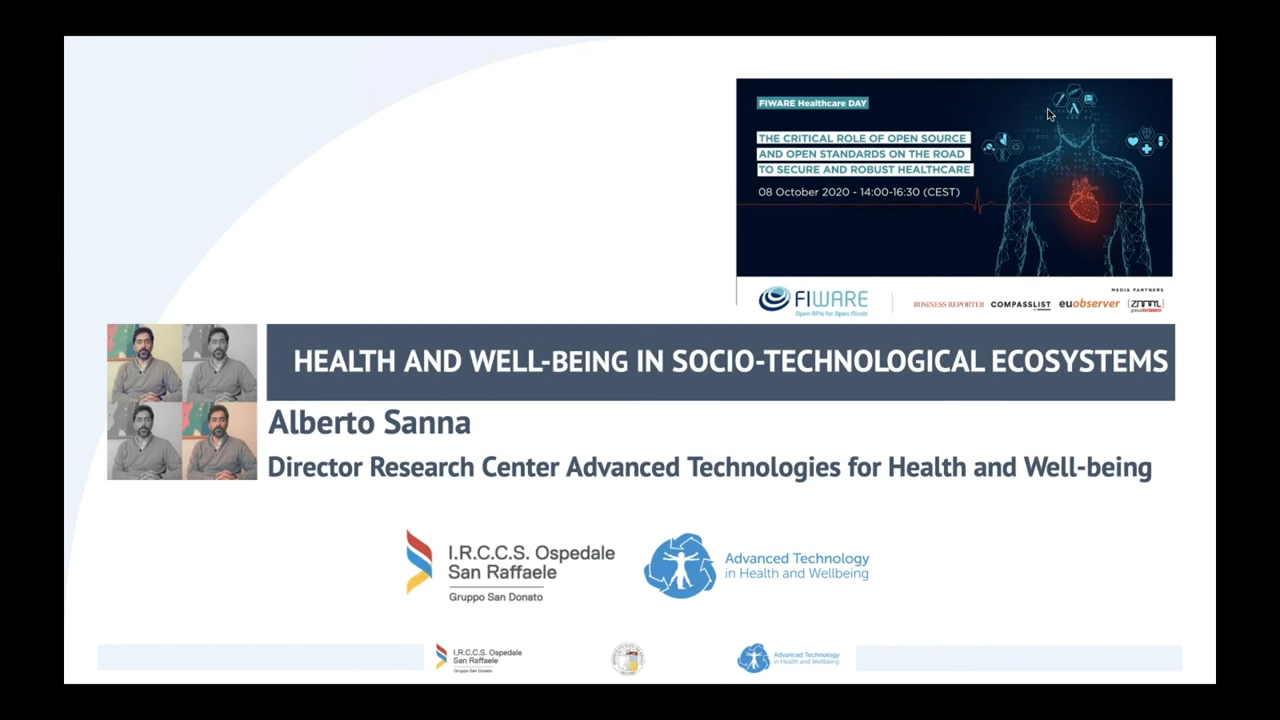 FIWARE Healthcare DAY
THE CRITICAL ROLE OF OPEN SOURCE
AND OPEN STANDARDS ON THE ROAD
TO SECURE AND ROBUST HEALTHCARE
08 October 2020 - 14:00-16:30 (CEST)
MEDIA PARTNERS
FIWARE
Open APIs for Open Minds
BUSINESS REPORTER COMPASSLIST euobserver
HEALTH AND WELL-BEING IN SOCIO-TECHNOLOGICAL ECOSYSTEMS
Alberto Sanna
Director Research Center Advanced Technologies for Health and Well-being
I.R.C.C.S. Ospedale
San Raffaele
Gruppo San Donato
Advanced Technology
in Health and Wellbeing
I.R.C.C.S. Ospedale
San Raffaele
Gruppo San Donato
Advanced Technology
in Health and Wellbeing